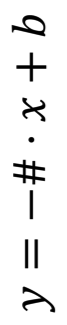 y = −# · x + b